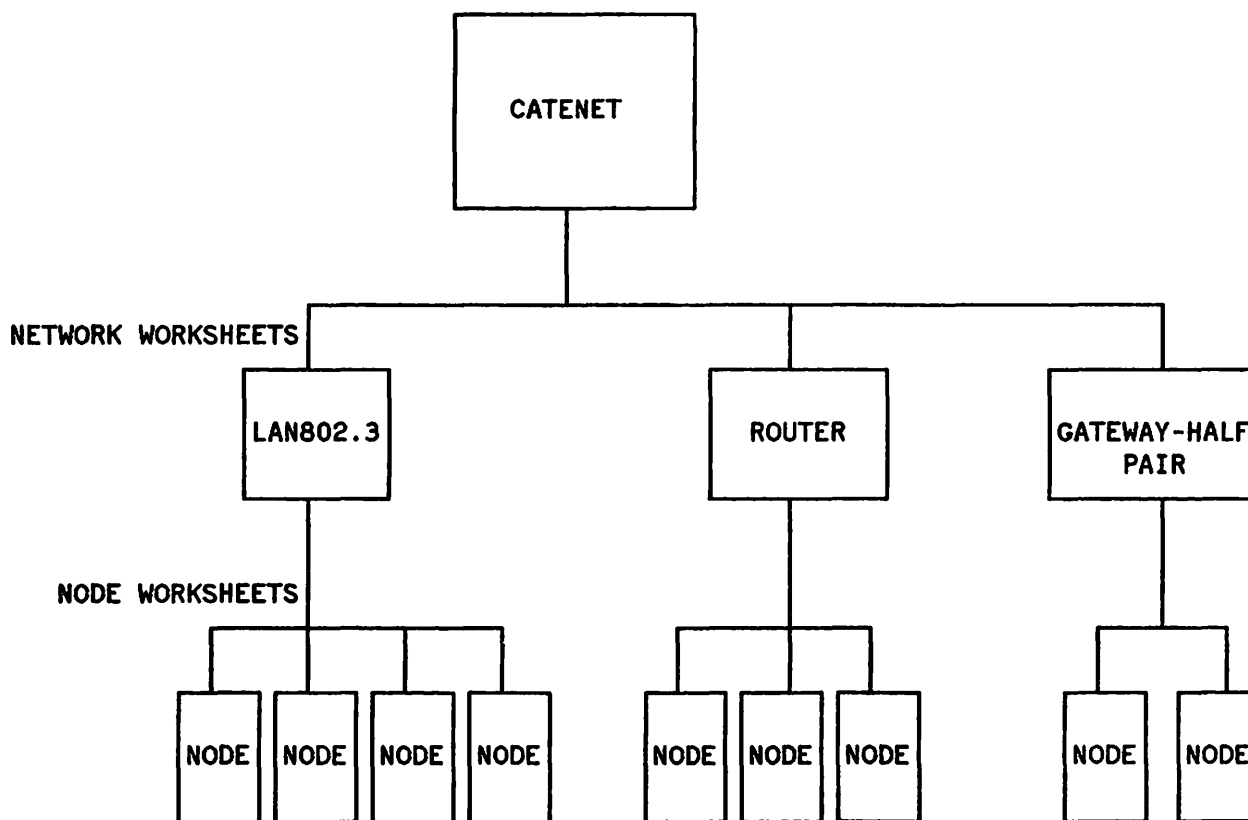 CATENET
NETWORK WORKSHEETS
LAN802.3
ROUTER
GATEWAY-HALF
PAIR
NODE WORKSHEETS
NODE
NODE
NODE
NODE
NODE
NODE
NODE
NODE
NODE